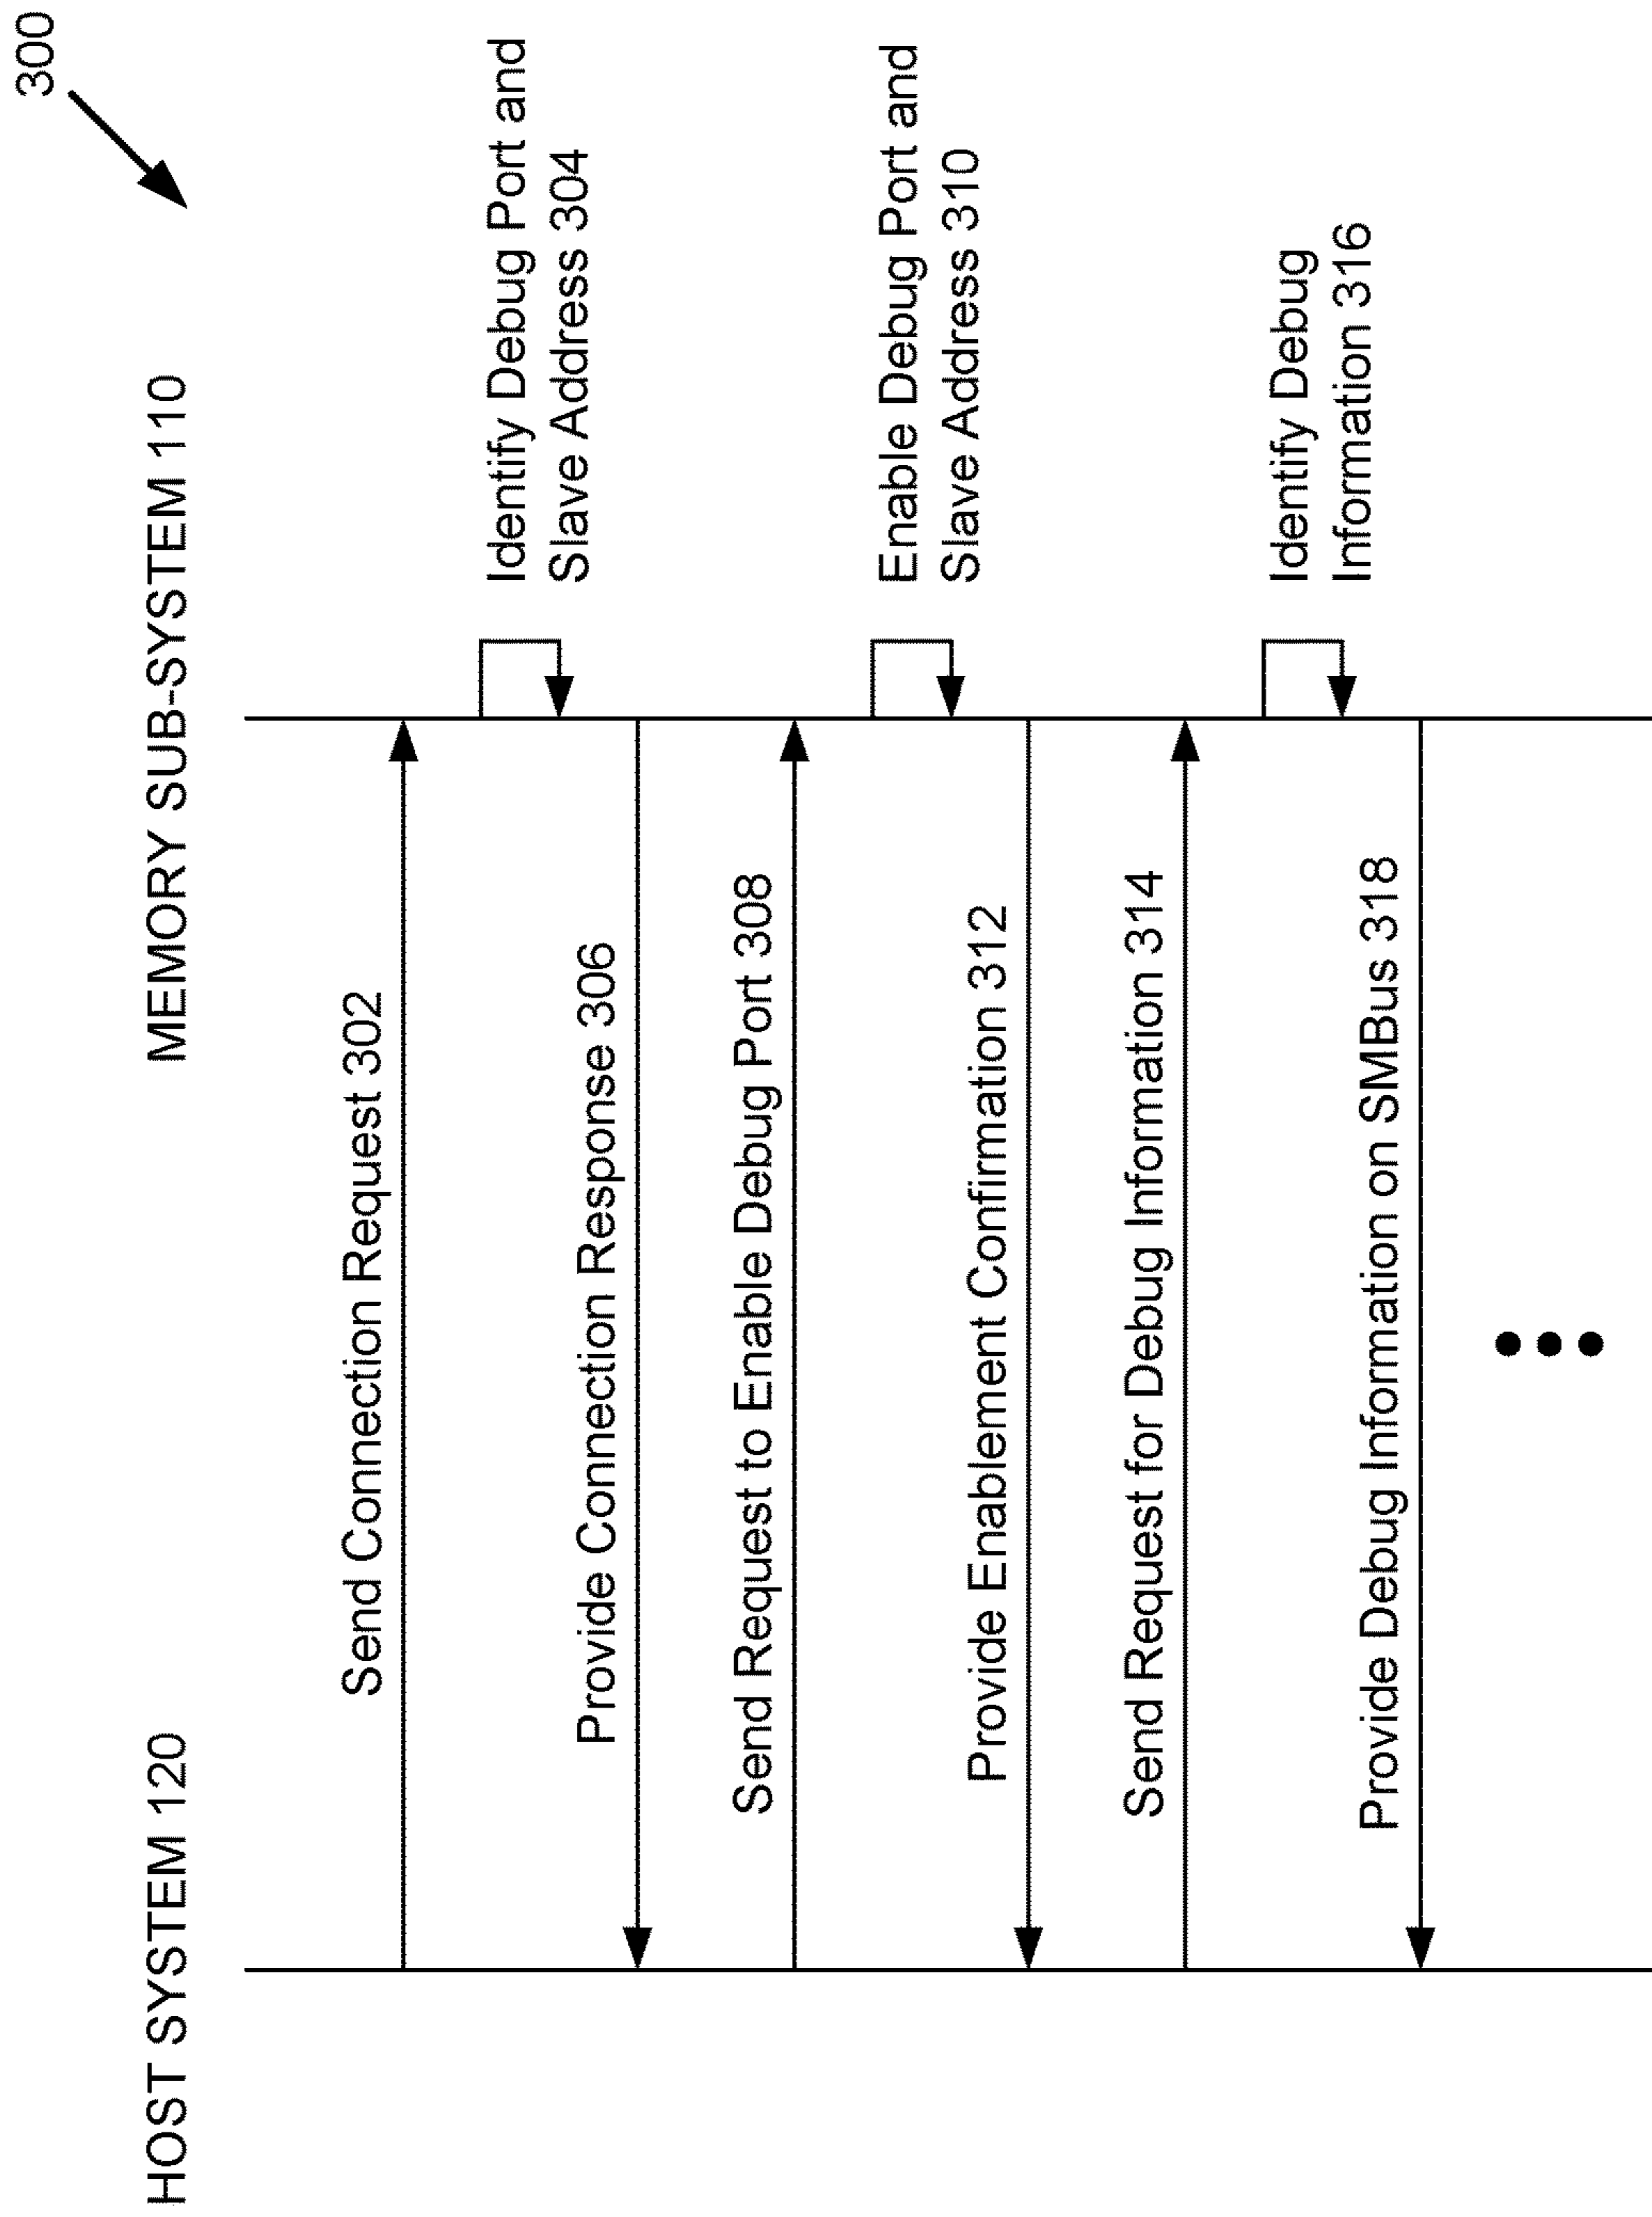 300
HOST SYSTEM 120
MEMORY SUB-SYSTEM 110
Send Connection Request 302
Identify Debug Port and
Slave Address 304
Provide Connection Response 306
Send Request to Enable Debug Port 308
Enable Debug Port and
Slave Address 310
Provide Enablement Confirmation 312
Send Request for Debug Information 314
Identify Debug
Information 316
Provide Debug Information on SMBus 318